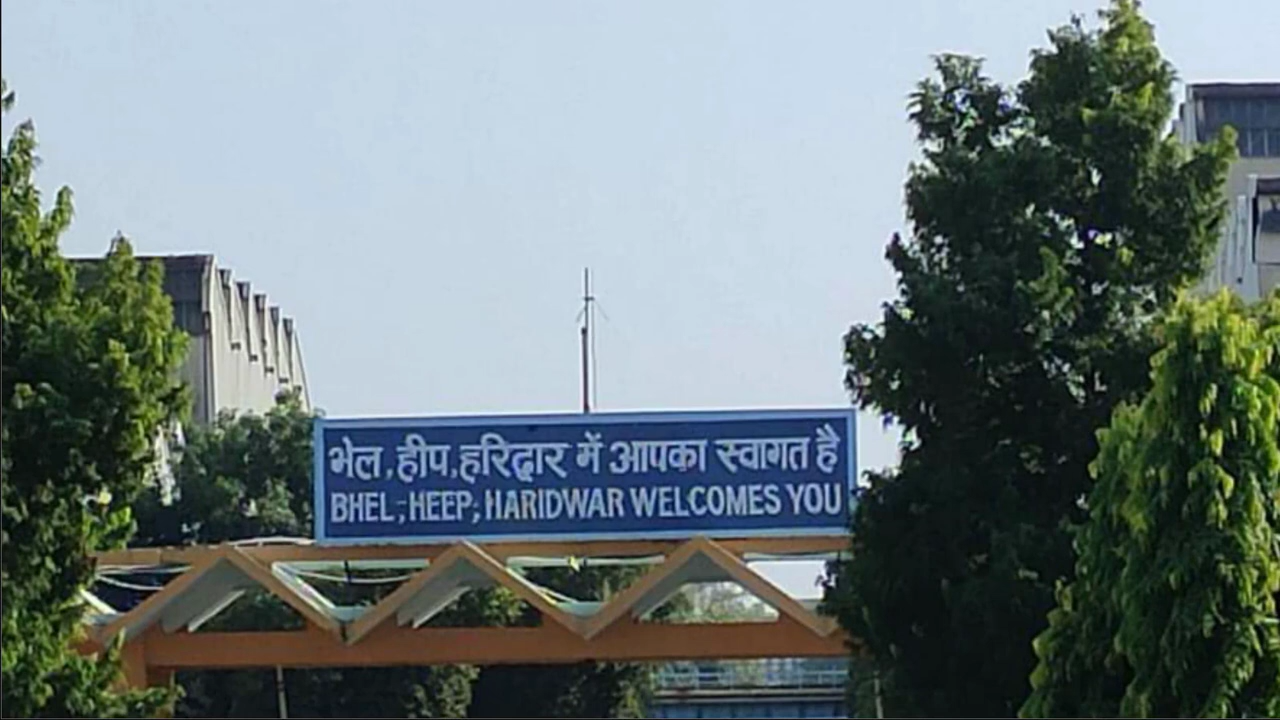 भेल, हीप, हरिद्वार में आपका स्वागत है
BHEL, HEEP, HARIDWAR WELCOMES YOU